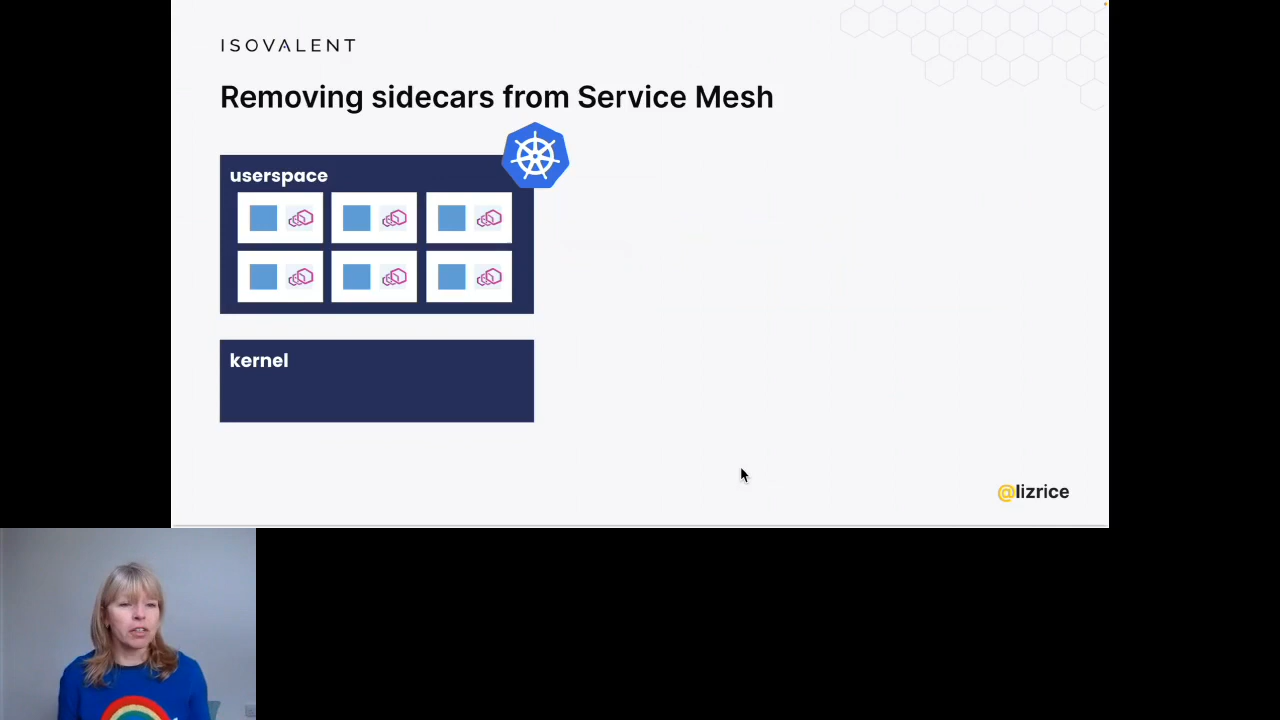 ISOVALENT
Removing sidecars from Service Mesh
userspace
kernel
@lizrice